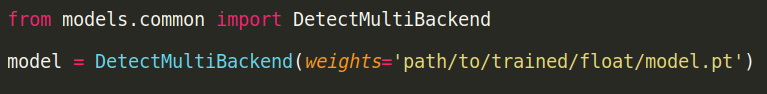 from models.common import DetectMultiBackend
model = DetectMultiBackend(weights='path/to/trained/float/model.pt')